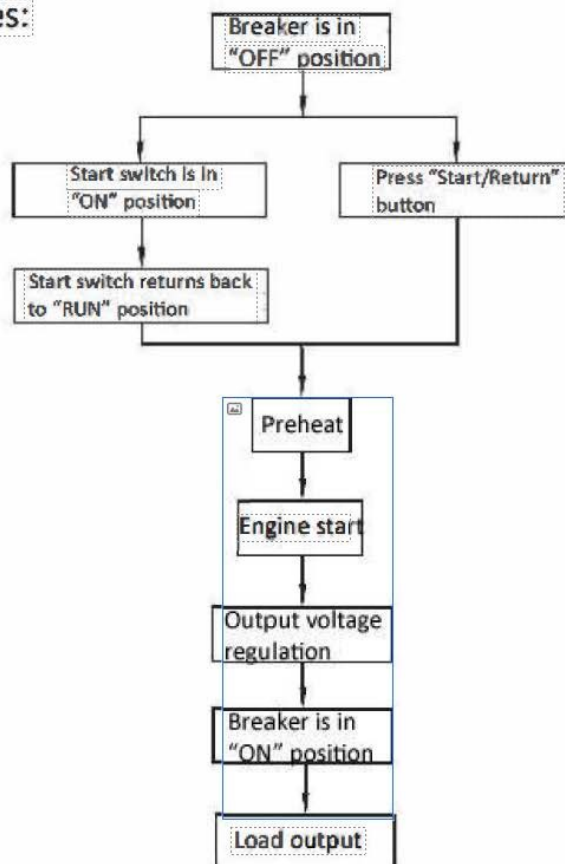 es:
Breaker is in
“OFF” position
Start switch is in
“ON” position
Press “Start/Return”
button
Start switch returns back
to “RUN” position
Preheat
Engine start
Output voltage
regulation
Breaker is in
“ON” position
Load output